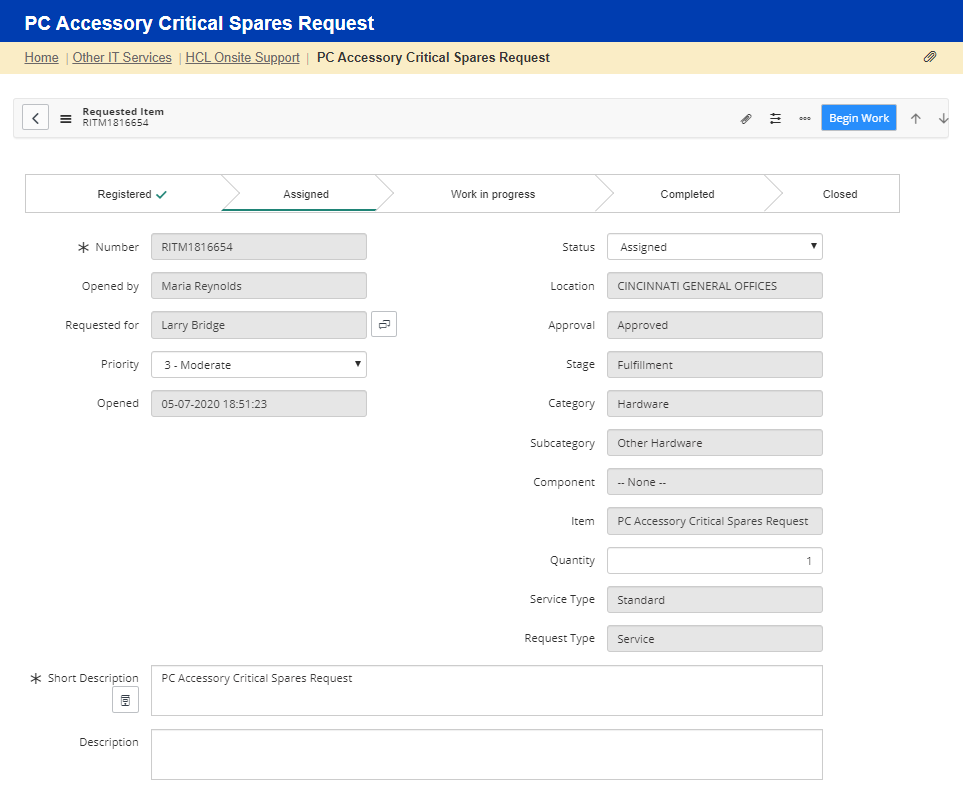 PC Accessory Critical Spares Request
Home | Other IT Services | HCL Onsite Support | PC Accessory Critical Spares Request
Requested Item
RITM1816654
Begin Work
Registered Assigned Work in progress Completed Closed
Number RITM1816654
Opened by Maria Reynolds
Requested for Larry Bridge
Priority 3 - Moderate
Opened 05-07-2020 18:51:23
Status Assigned
Location CINCINNATI GENERAL OFFICES
Approval Approved
Stage Fulfillment
Category Hardware
Subcategory Other Hardware
Component -- None --
Item PC Accessory Critical Spares Request
Quantity 1
Service Type Standard
Request Type Service
Short Description PC Accessory Critical Spares Request
Description